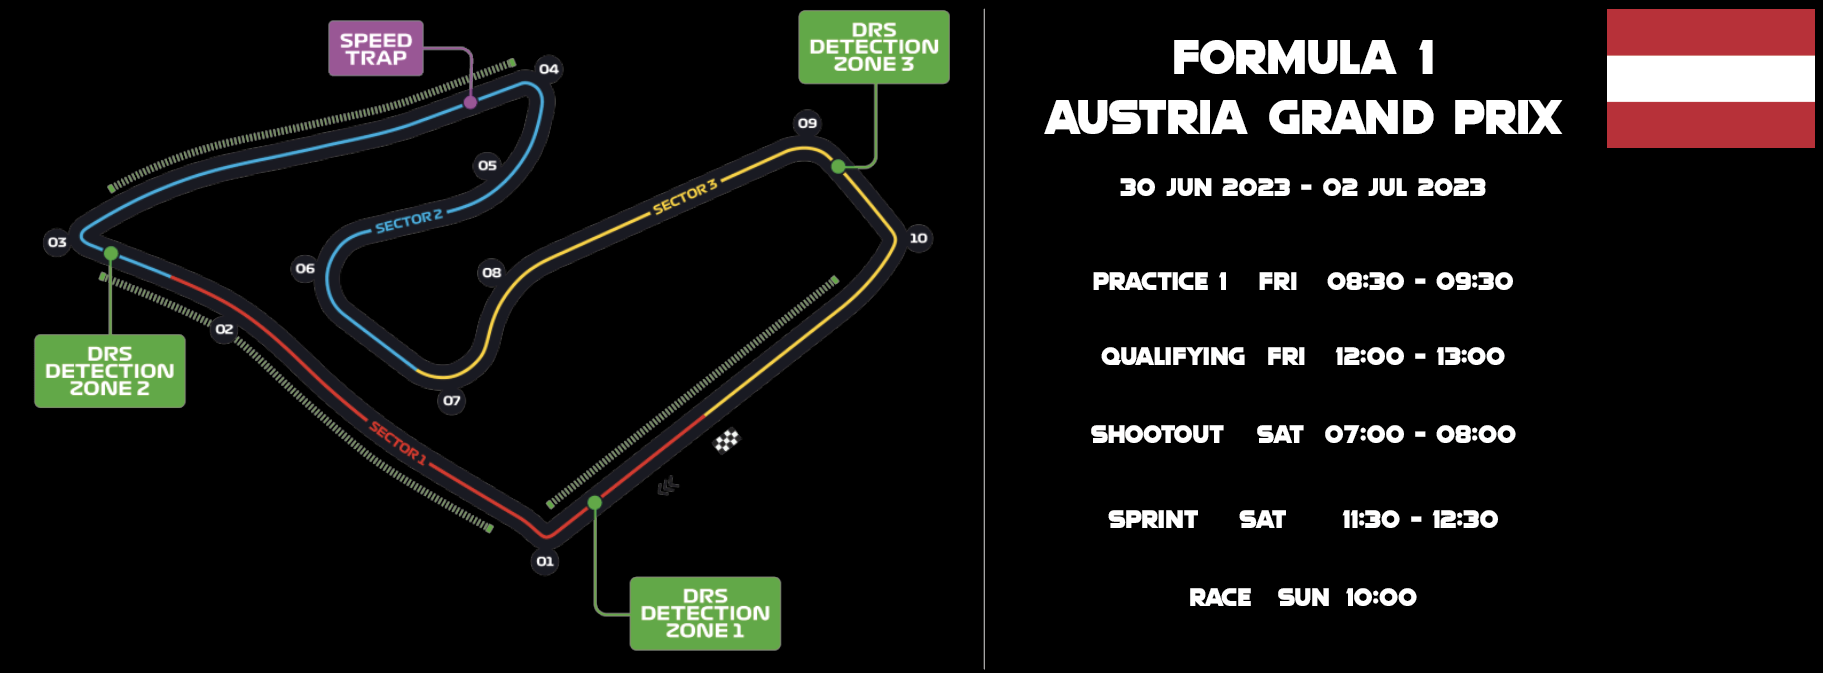 SPEED
TRAP
DRS
DETECTION
ZONE 3
04
09
05
SECTOR 3
SECTOR 2
03
10
06
08
02
DRS
DETECTION
ZONE 2
07
SECTOR 1
01
DRS
DETECTION
ZONE 1
FORMULA 1
AUSTRIA GRAND PRIX
30 JUN 2023 - 02 JUL 2023
PRACTICE 1 FRI 08:30 - 09:30
QUALIFYING FRI 12:00 - 13:00
SHOOTOUT SAT 07:00 - 08:00
SPRINT SAT 11:30 - 12:30
RACE SUN 10:00